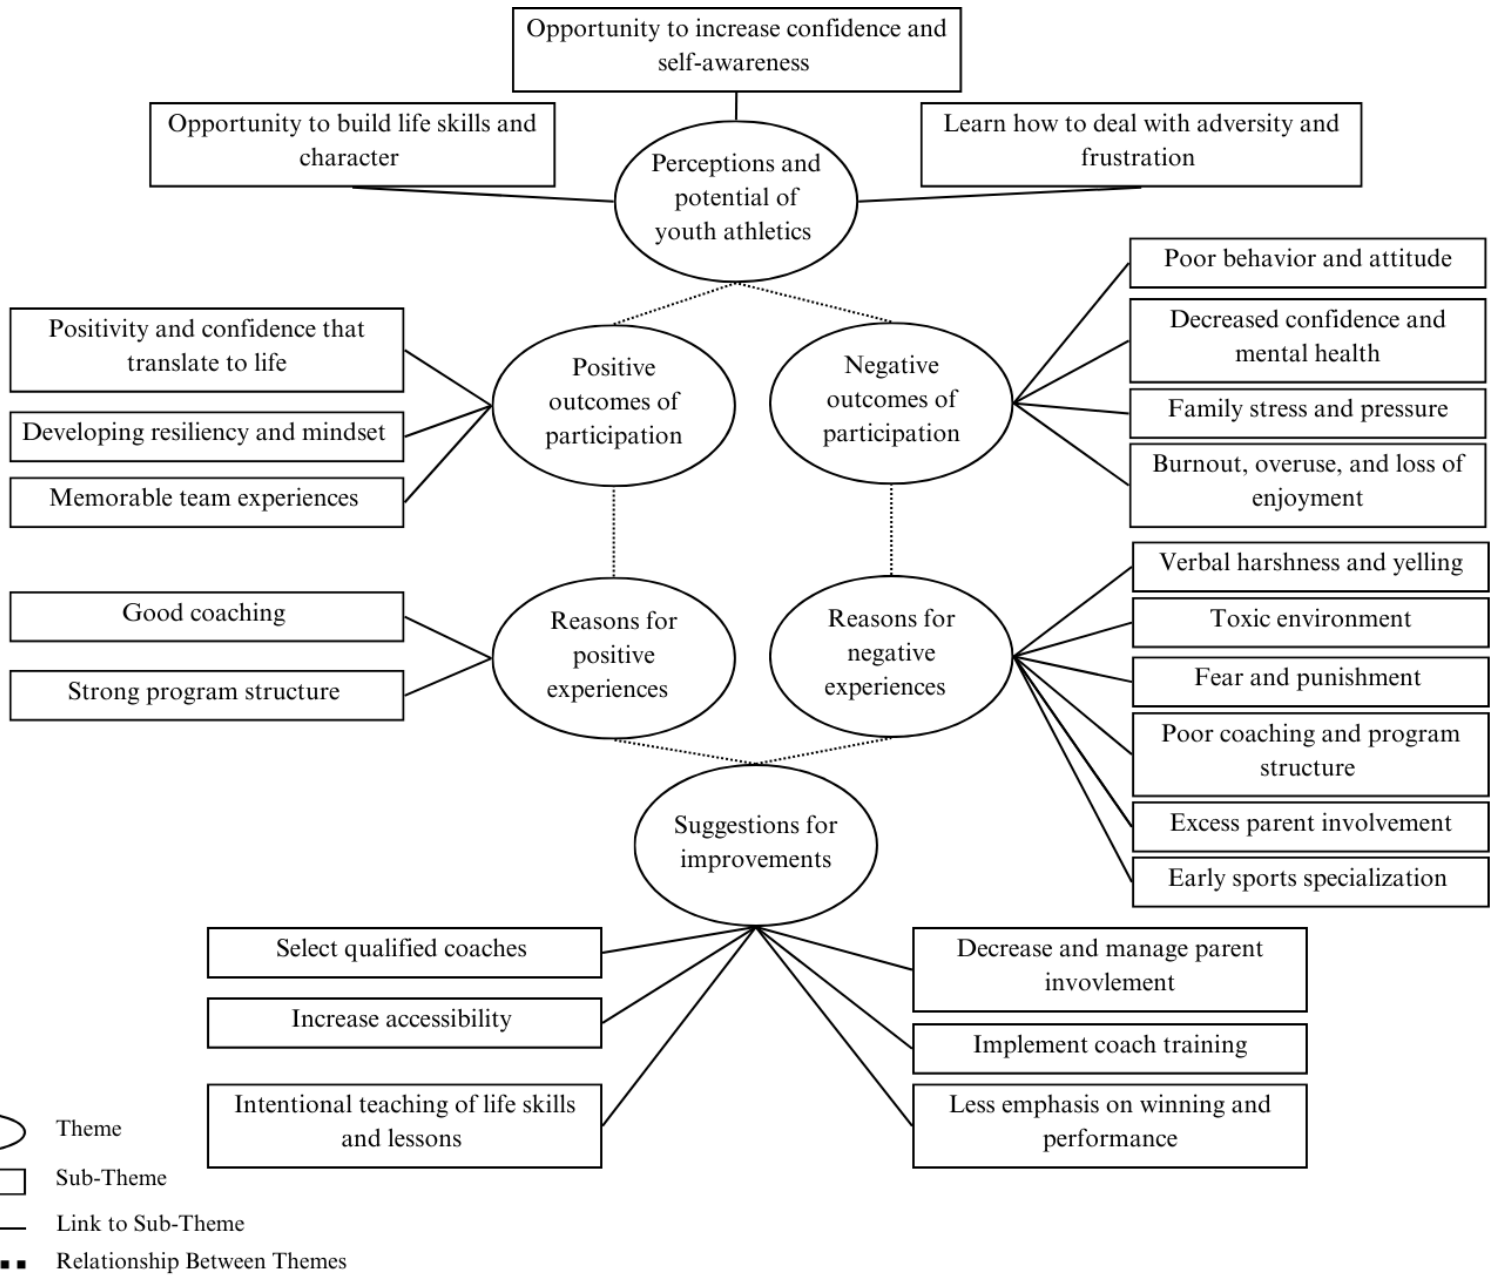 Opportunity to increase confidence and
self-awareness
Opportunity to build life skills and
character
Learn how to deal with adversity and
frustration
Perceptions and
potential of
youth athletics
Positivity and confidence that
translate to life
Developing resiliency and mindset
Memorable team experiences
Positive
outcomes of
participation
Negative
outcomes of
participation
Poor behavior and attitude
Decreased confidence and
mental health
Family stress and pressure
Burnout, overuse, and loss of
enjoyment
Good coaching
Strong program structure
Reasons for
positive
experiences
Reasons for
negative
experiences
Verbal harshness and yelling
Toxic environment
Fear and punishment
Poor coaching and program
structure
Excess parent involvement
Early sports specialization
Suggestions for
improvements
Select qualified coaches
Increase accessibility
Intentional teaching of life skills
and lessons
Decrease and manage parent
invovlement
Implement coach training
Less emphasis on winning and
performance
Theme
Sub-Theme
Link to Sub-Theme
Relationship Between Themes